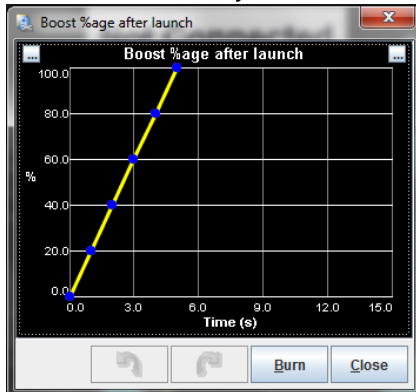 Boost %age after launch
... Boost %age after launch ...
100.0
80.0
60.0
%
40.0
20.0
0.0
0.0 3.0 6.0 9.0 12.0 15.0
Time (s)
Burn Close